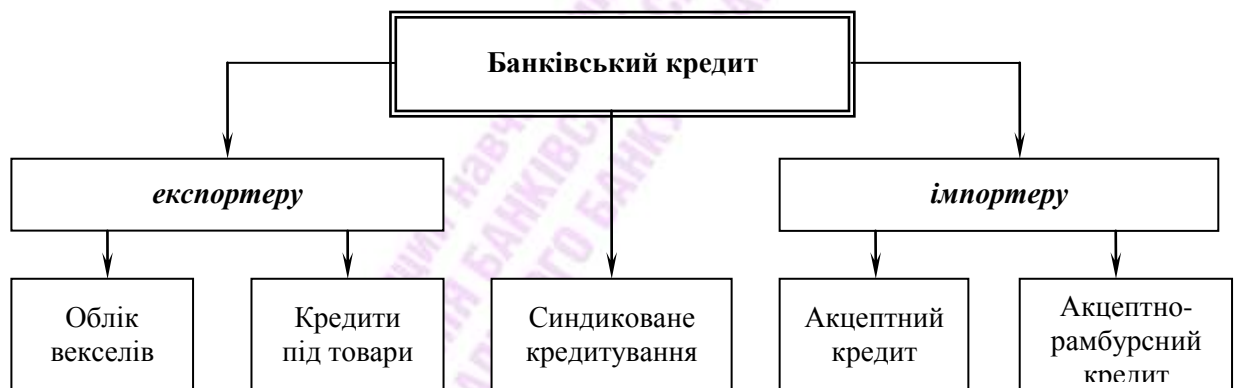 Банківський кредит
експортеру
імпортеру
Облік
векселів
Кредити
під товари
Синдиковане
кредитування
Акцептний
кредит
Акцептно-
рамбурсний
кредит